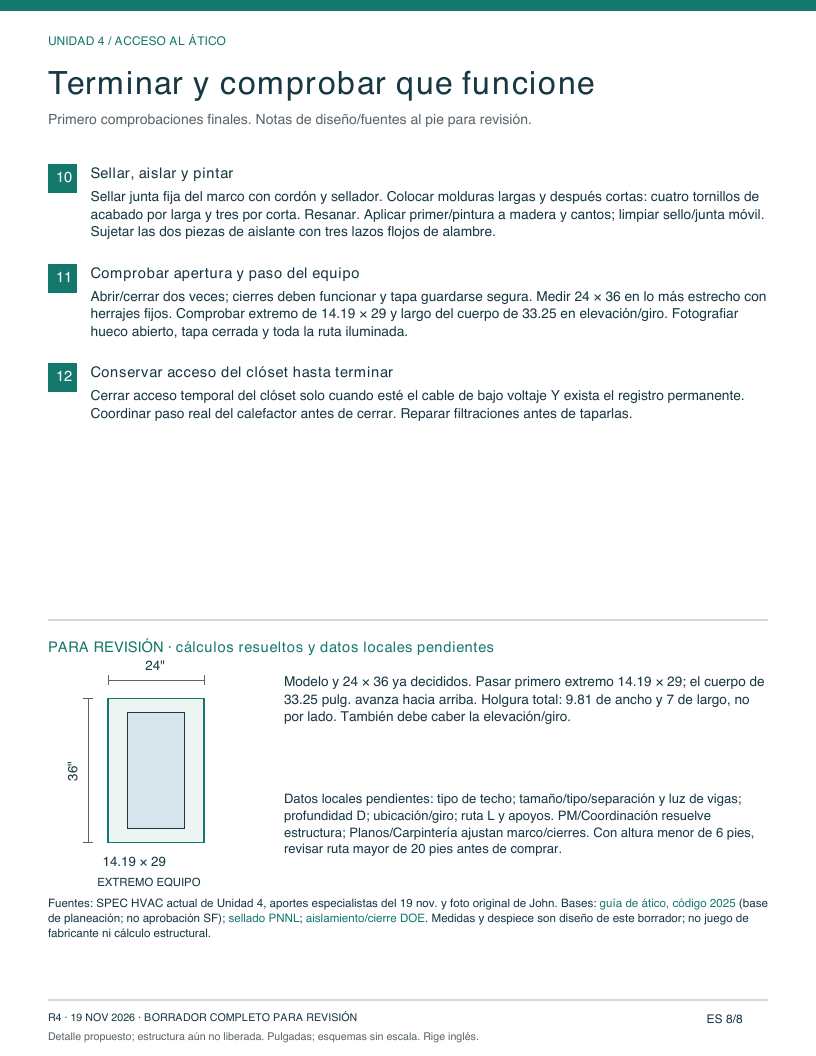 UNIDAD 4 / ACCESO AL ÁTICO
Terminar y comprobar que funcione
Primero comprobaciones finales. Notas de diseño/fuentes al pie para revisión.
10
Sellar, aislar y pintar
Sellar junta fija del marco con cordón y sellador. Colocar molduras largas y después cortas: cuatro tornillos de
acabado por larga y tres por corta. Resanar. Aplicar primer/pintura a madera y cantos; limpiar sello/junta móvil.
Sujetar las dos piezas de aislante con tres lazos flojos de alambre.
11
Comprobar apertura y paso del equipo
Abrir/cerrar dos veces; cierres deben funcionar y tapa guardarse segura. Medir 24 × 36 en lo más estrecho con
herrajes fijos. Comprobar extremo de 14.19 × 29 y largo del cuerpo de 33.25 en elevación/giro. Fotografiar
hueco abierto, tapa cerrada y toda la ruta iluminada.
12
Conservar acceso del clóset hasta terminar
Cerrar acceso temporal del clóset solo cuando esté el cable de bajo voltaje Y exista el registro permanente.
Coordinar paso real del calefactor antes de cerrar. Reparar filtraciones antes de taparlas.
PARA REVISIÓN · cálculos resueltos y datos locales pendientes
24"
36"
14.19 × 29
EXTREMO EQUIPO
Modelo y 24 × 36 ya decididos. Pasar primero extremo 14.19 × 29; el cuerpo de
33.25 pulg. avanza hacia arriba. Holgura total: 9.81 de ancho y 7 de largo, no
por lado. También debe caber la elevación/giro.
Datos locales pendientes: tipo de techo; tamaño/tipo/separación y luz de vigas;
profundidad D; ubicación/giro; ruta L y apoyos. PM/Coordinación resuelve
estructura; Planos/Carpintería ajustan marco/cierres. Con altura menor de 6 pies,
revisar ruta mayor de 20 pies antes de comprar.
Fuentes: SPEC HVAC actual de Unidad 4, aportes especialistas del 19 nov. y foto original de John. Bases: guía de ático, código 2025 (base
de planeación; no aprobación SF); sellado PNNL; aislamiento/cierre DOE. Medidas y despiece son diseño de este borrador; no juego de
fabricante ni cálculo estructural.
R4 · 19 NOV 2026 · BORRADOR COMPLETO PARA REVISIÓN
ES 8/8
Detalle propuesto; estructura aún no liberada. Pulgadas; esquemas sin escala. Rige inglés.